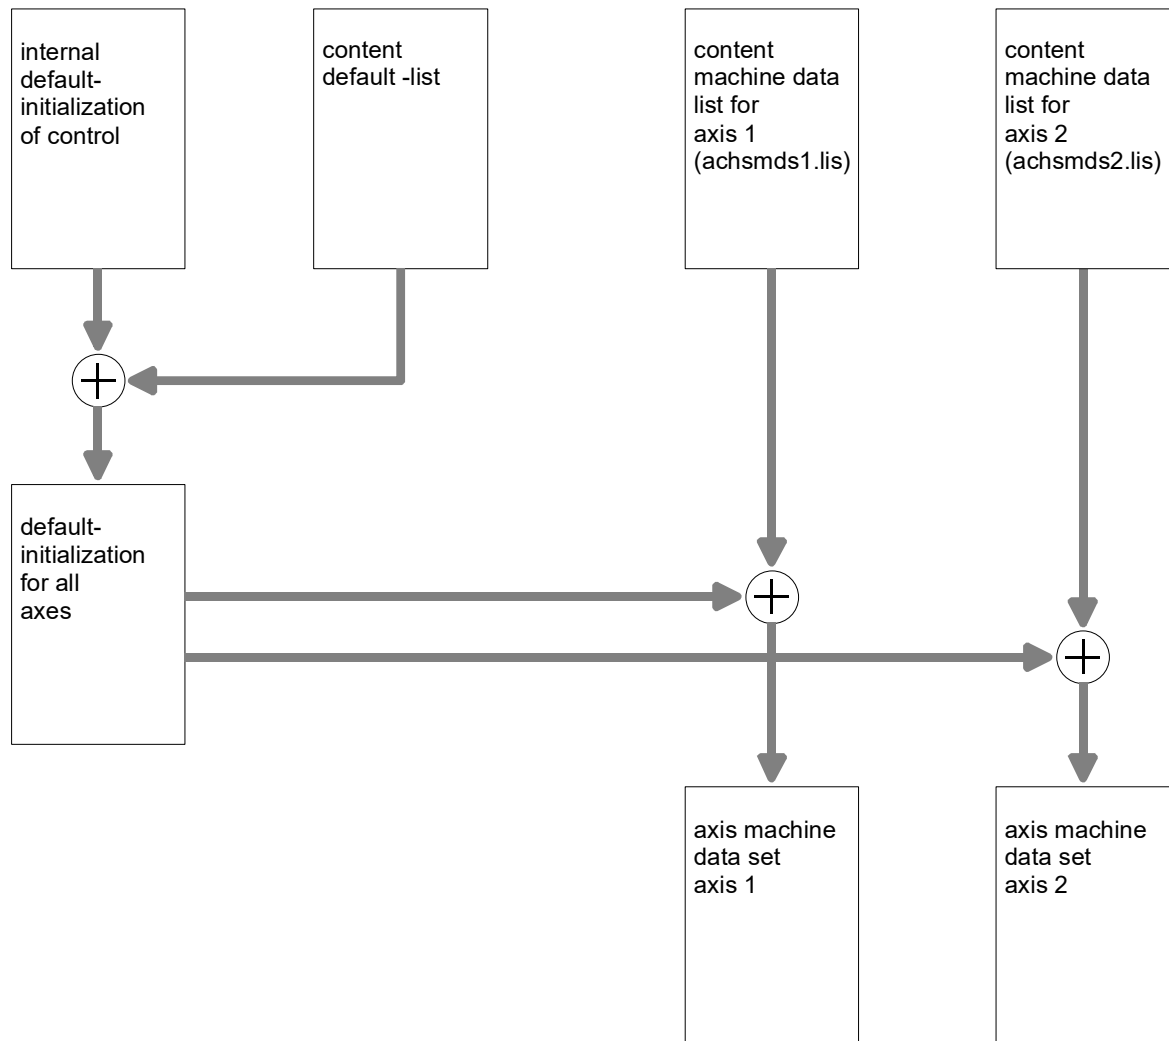 internal
default-
initialization
of control
content
default -list
content
machine data
list for
axis 1
(achsmds1.lis)
content
machine data
list for
axis 2
(achsmds2.lis)
default-
initialization
for all
axes
axis machine
data set
axis 1
axis machine
data set
axis 2